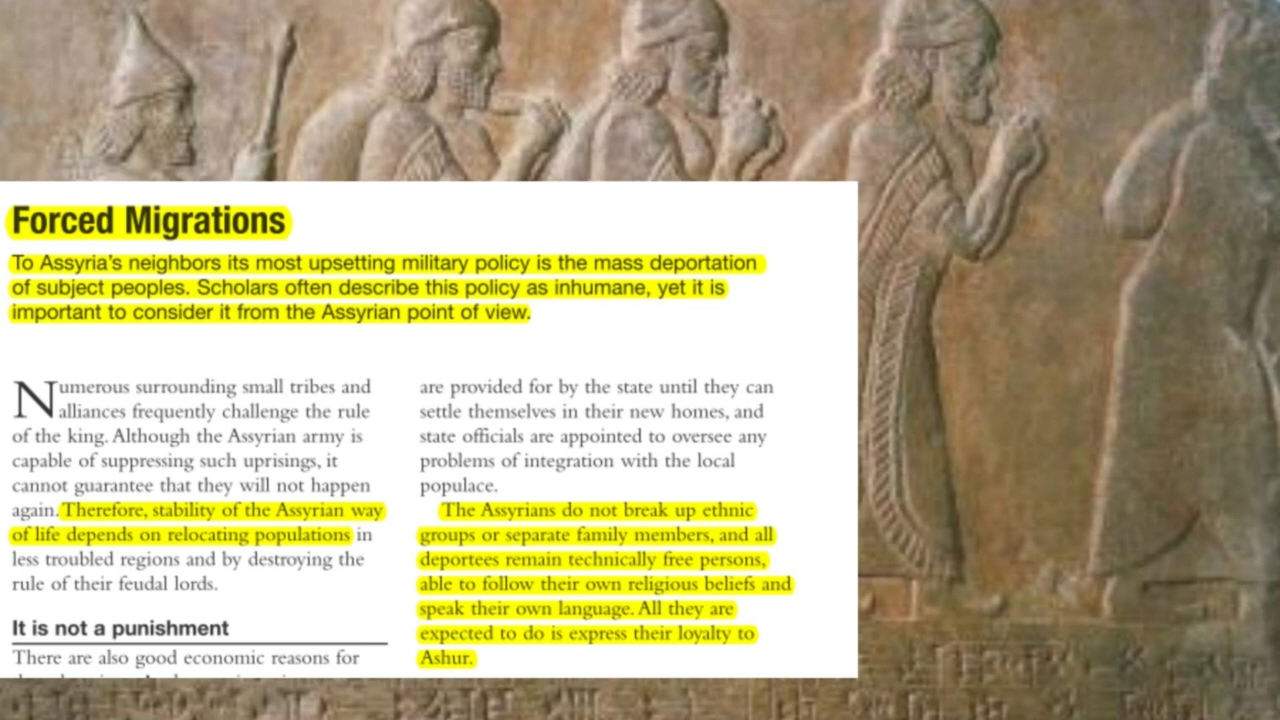 Forced Migrations
To Assyria's neighbors its most upsetting military policy is the mass deportation
of subject peoples. Scholars often describe this policy as inhumane, yet it is
important to consider it from the Assyrian point of view.
Numerous surrounding small tribes and
alliances frequently challenge the rule
of the king. Although the Assyrian army is
capable of suppressing such uprisings, it
cannot guarantee that they will not happen
again. Therefore, stability of the Assyrian way
of life depends on relocating populations in
less troubled regions and by destroying the
rule of their feudal lords.
It is not a punishment
There are also good economic reasons for
are provided for by the state until they can
settle themselves in their new homes, and
state officials are appointed to oversee any
problems of integration with the local
populace.
The Assyrians do not break up ethnic
groups or separate family members, and all
deportees remain technically free persons,
able to follow their own religious beliefs and
speak their own language. All they are
expected to do is express their loyalty to
Ashur.